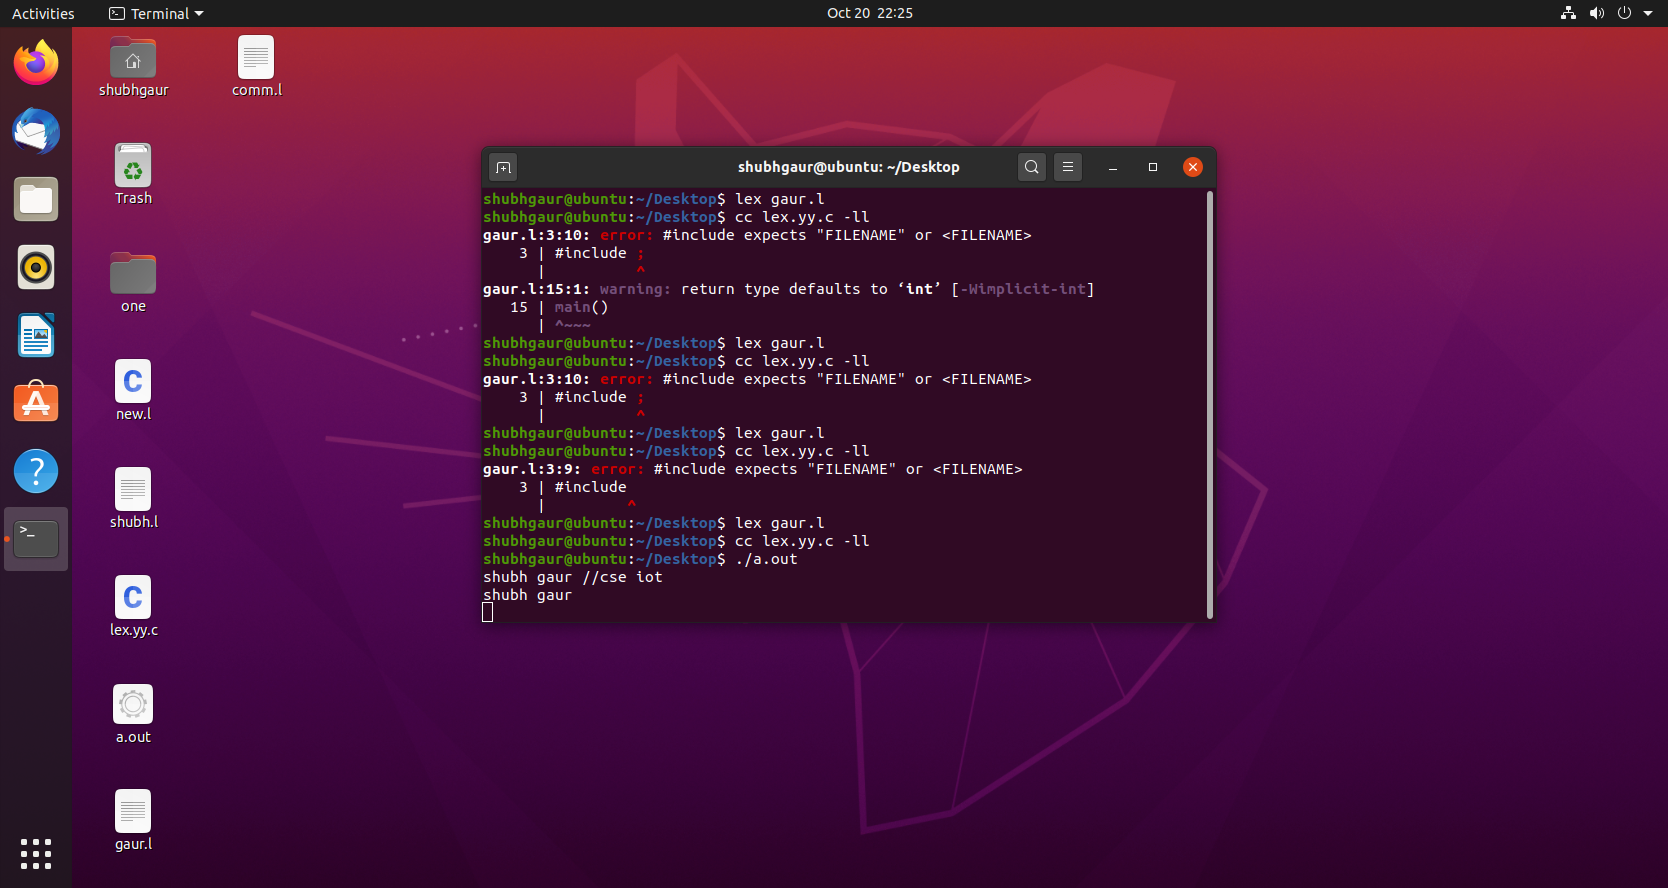 Activities
Terminal
Oct 20 22:25
shubhgaur
comm.l
Trash
one
new.l
shubh.l
lex.yy.c
a.out
gaur.l
shubhgaur@ubuntu: ~/Desktop
shubhgaur@ubuntu:~/Desktop$ lex gaur.l
shubhgaur@ubuntu:~/Desktop$ cc lex.yy.c -ll
gaur.l:3:10: error: #include expects "FILENAME" or <FILENAME>
    3 | #include ;
      |          ^
gaur.l:15:1: warning: return type defaults to ‘int’ [-Wimplicit-int]
   15 | main()
      | ^~~~
shubhgaur@ubuntu:~/Desktop$ lex gaur.l
shubhgaur@ubuntu:~/Desktop$ cc lex.yy.c -ll
gaur.l:3:10: error: #include expects "FILENAME" or <FILENAME>
    3 | #include ;
      |          ^
shubhgaur@ubuntu:~/Desktop$ lex gaur.l
shubhgaur@ubuntu:~/Desktop$ cc lex.yy.c -ll
gaur.l:3:9: error: #include expects "FILENAME" or <FILENAME>
    3 | #include
      |         ^
shubhgaur@ubuntu:~/Desktop$ lex gaur.l
shubhgaur@ubuntu:~/Desktop$ cc lex.yy.c -ll
shubhgaur@ubuntu:~/Desktop$ ./a.out
shubh gaur //cse iot
shubh gaur